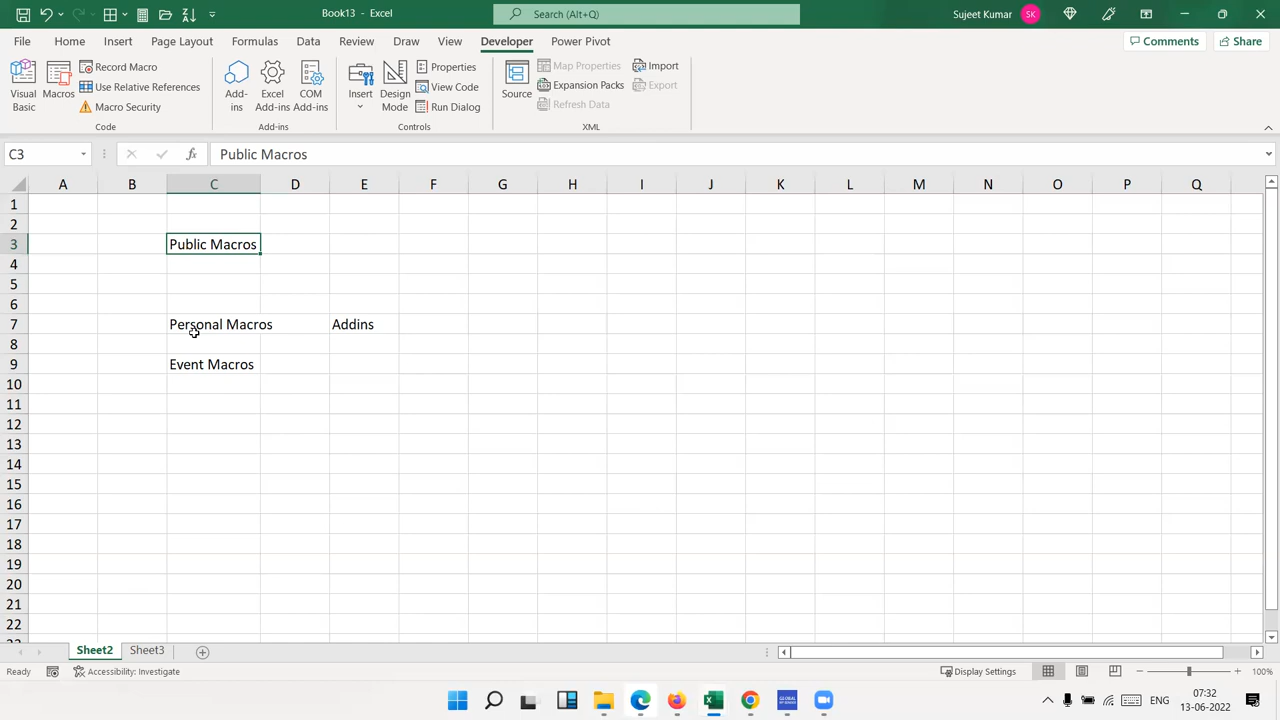 Book13 - Excel
Search (Alt+Q)
Sujeet Kumar SK
File Home Insert Page Layout Formulas Data Review Draw View Developer Power Pivot Comments Share
Visual Basic
Macros
Record Macro
Use Relative References
Macro Security
Code
Add-ins
Excel Add-ins
COM Add-ins
Add-ins
Insert
Design Mode
Properties
View Code
Run Dialog
Controls
Source
Map Properties
Expansion Packs
Refresh Data
Import
Export
XML
C3 fx Public Macros
A B C D E F G H I J K L M N O P Q
1
2
3 Public Macros
4
5
6
7 Personal Macros Addins
8
9 Event Macros
10
11
12
13
14
15
16
17
18
19
20
21
22
Sheet2 Sheet3
Ready Accessibility: Investigate Display Settings 100%
ENG 07:32
13-06-2022